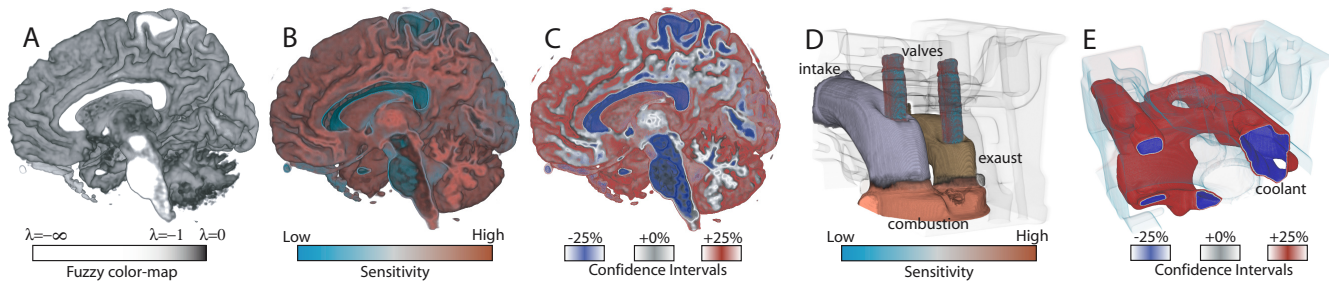 A
λ=−∞
λ=−1
λ=0
Fuzzy color-map
B
Low
High
Sensitivity
C
-25%
+0%
+25%
Confidence Intervals
D
valves
intake
exaust
combustion
Low
High
Sensitivity
E
coolant
-25%
+0%
+25%
Confidence Intervals